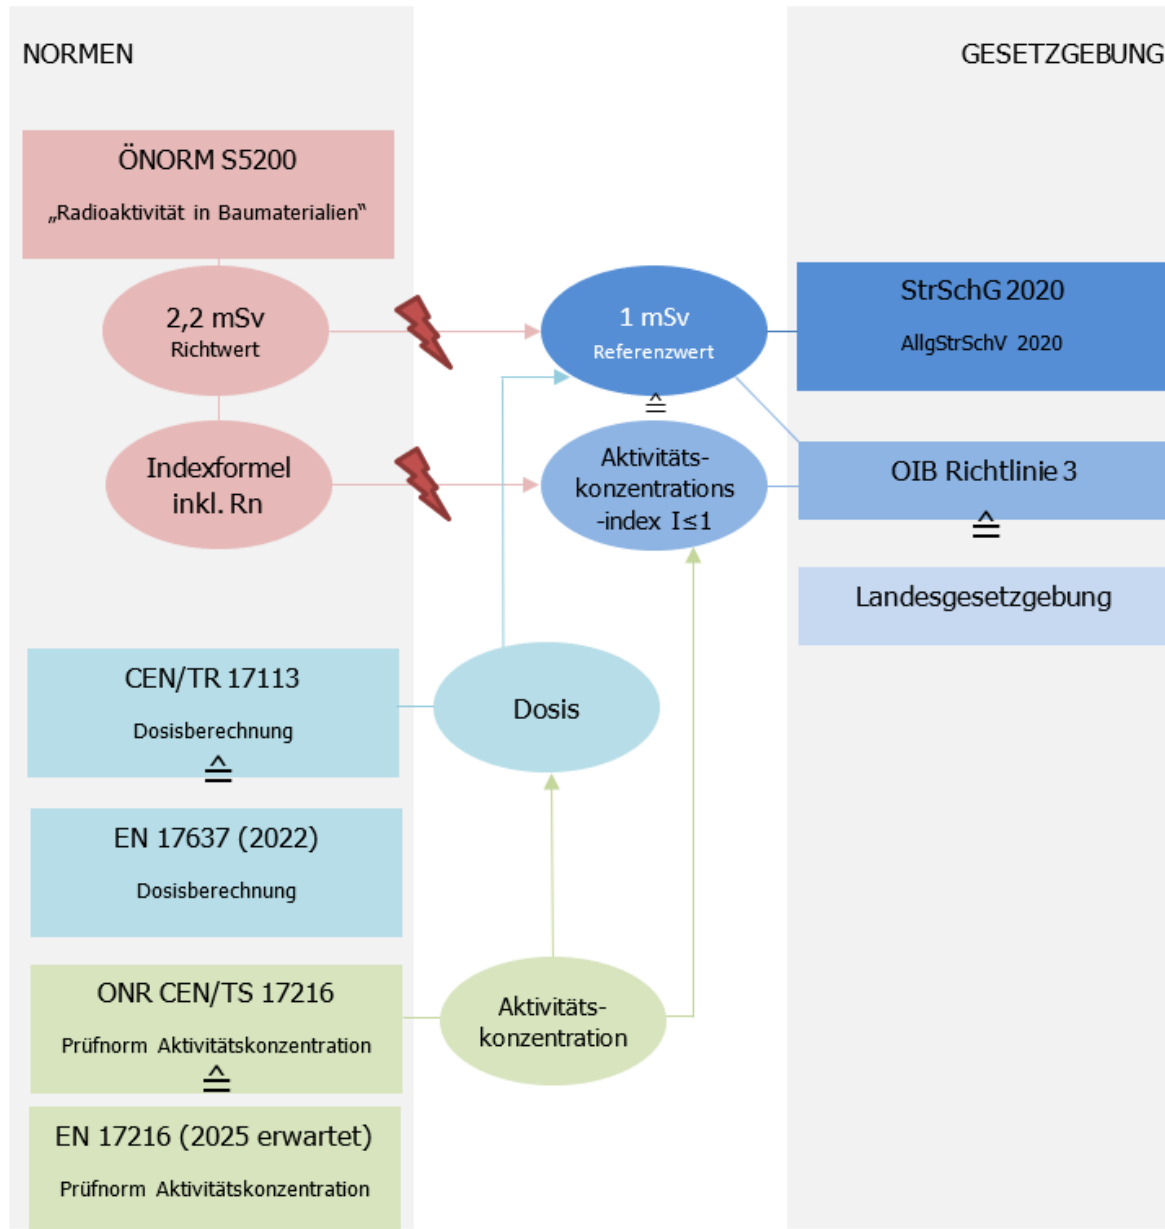 NORMEN
GESETZGEBUNG
ÖNORM S5200
„Radioaktivität in Baumaterialien“
2,2 mSv
Richtwert
1 mSv
Referenzwert
≙
StrSchG 2020
AllgStrSchV 2020
Indexformel
inkl. Rn
Aktivitäts-
konzentrations
-index I≤1
OIB Richtlinie 3
≙
Landesgesetzgebung
CEN/TR 17113
Dosisberechnung
≙
Dosis
EN 17637 (2022)
Dosisberechnung
ONR CEN/TS 17216
Prüfnorm Aktivitätskonzentration
≙
Aktivitäts-
konzentration
EN 17216 (2025 erwartet)
Prüfnorm Aktivitätskonzentration